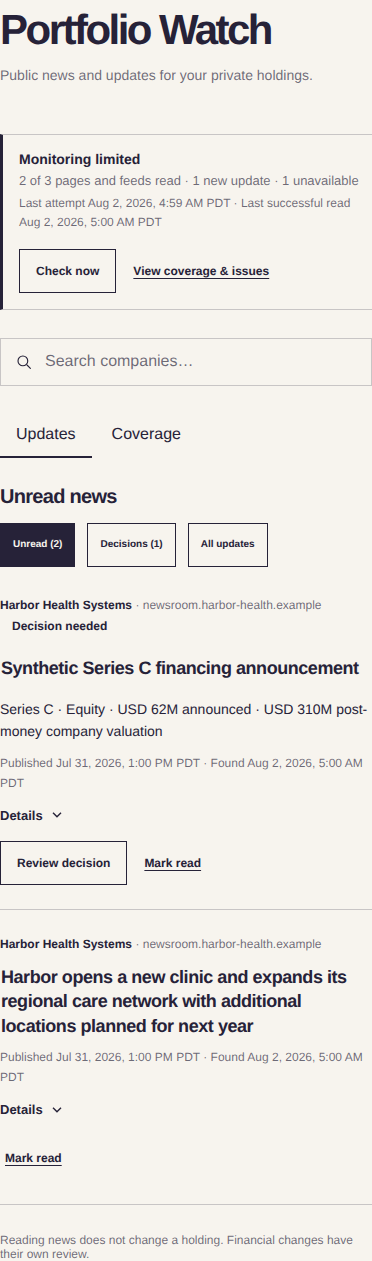 Portfolio Watch
Public news and updates for your private holdings.
Monitoring limited
2 of 3 pages and feeds read · 1 new update · 1 unavailable
Last attempt Aug 2, 2026, 4:59 AM PDT · Last successful read
Aug 2, 2026, 5:00 AM PDT
Check now
View coverage & issues
Search companies…
Updates
Coverage
Unread news
Unread (2)
Decisions (1)
All updates
Harbor Health Systems · newsroom.harbor-health.example
Decision needed
Synthetic Series C financing announcement
Series C · Equity · USD 62M announced · USD 310M post-
money company valuation
Published Jul 31, 2026, 1:00 PM PDT · Found Aug 2, 2026, 5:00 AM
PDT
Details
Review decision
Mark read
Harbor Health Systems · newsroom.harbor-health.example
Harbor opens a new clinic and expands its
regional care network with additional
locations planned for next year
Published Jul 31, 2026, 1:00 PM PDT · Found Aug 2, 2026, 5:00 AM
PDT
Details
Mark read
Reading news does not change a holding. Financial changes have
their own review.